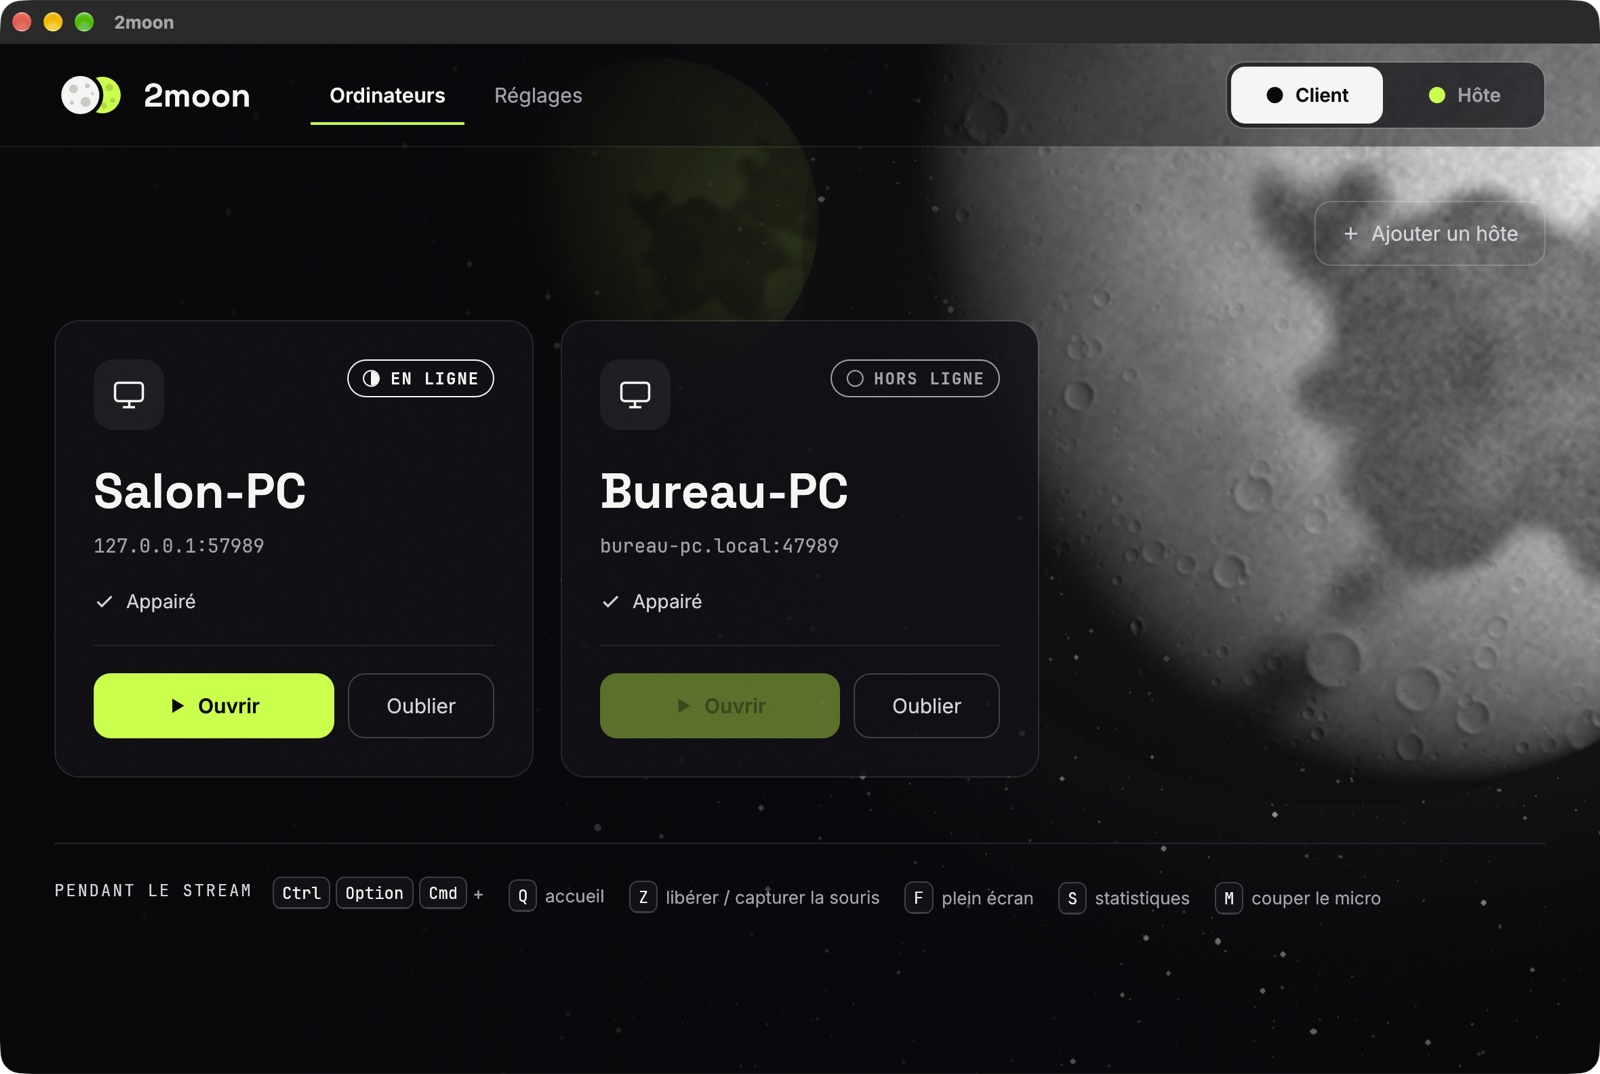 2moon
2moon
Ordinateurs
Réglages
Client
Hôte
+ Ajouter un hôte
EN LIGNE
Salon-PC
127.0.0.1:57989
Appairé
Ouvrir
Oublier
HORS LIGNE
Bureau-PC
bureau-pc.local:47989
Appairé
Ouvrir
Oublier
PENDANT LE STREAM Ctrl Option Cmd + Q accueil Z libérer / capturer la souris F plein écran S statistiques M couper le micro